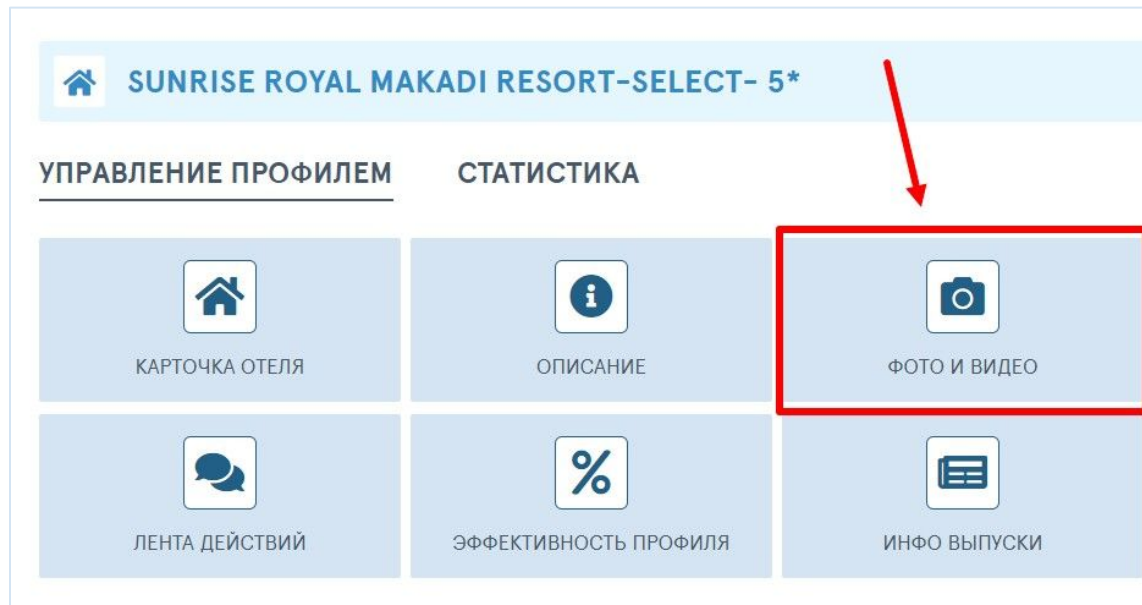 SUNRISE ROYAL MAKADI RESORT-SELECT- 5*
УПРАВЛЕНИЕ ПРОФИЛЕМ СТАТИСТИКА
КАРТОЧКА ОТЕЛЯ ОПИСАНИЕ ФОТО И ВИДЕО
ЛЕНТА ДЕЙСТВИЙ ЭФФЕКТИВНОСТЬ ПРОФИЛЯ ИНФО ВЫПУСКИ